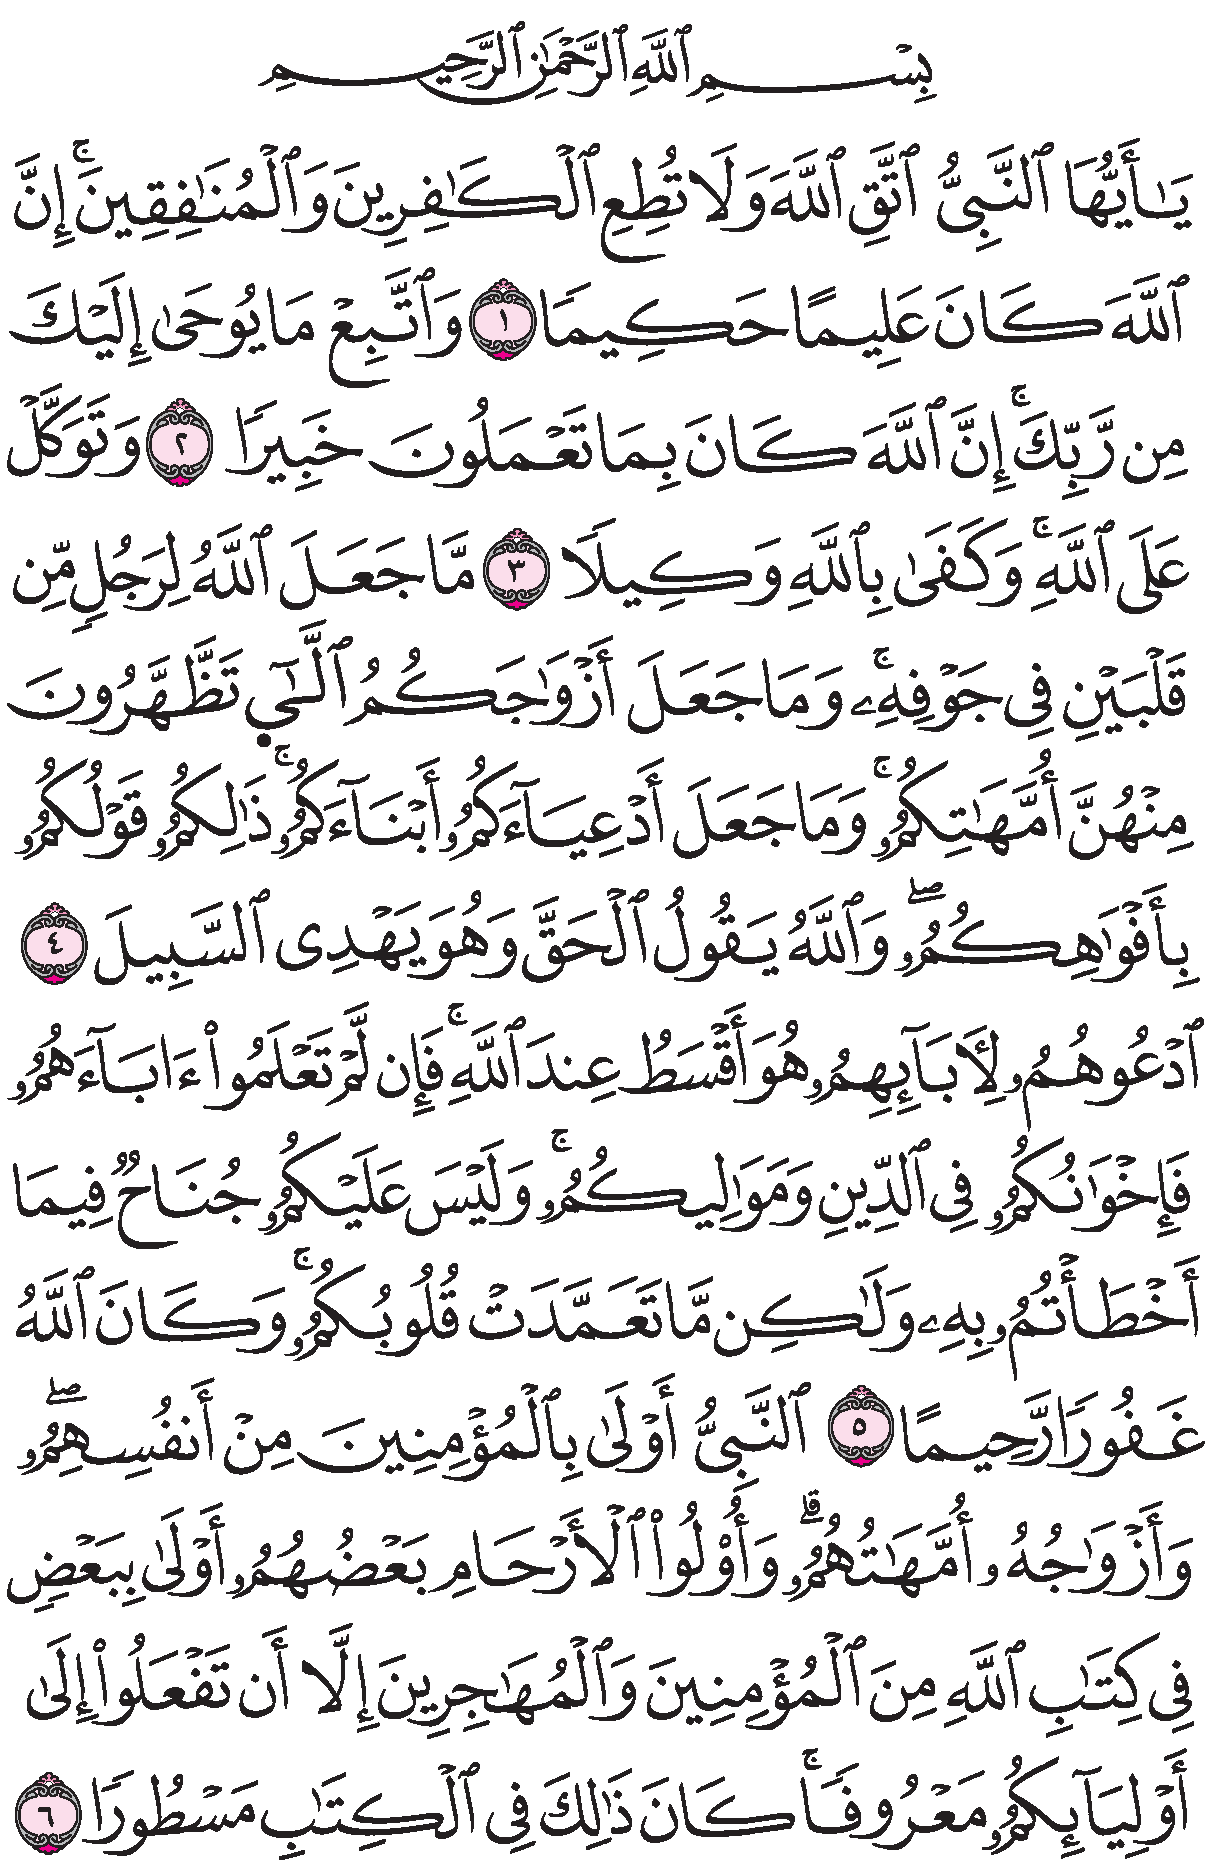 بِسْمِ ٱللَّهِ ٱلرَّحْمَٰنِ ٱلرَّحِيمِ
يَٰٓأَيُّهَا ٱلنَّبِيُّ ٱتَّقِ ٱللَّهَ وَلَا تُطِعِ ٱلْكَٰفِرِينَ وَٱلْمُنَٰفِقِينَۚ إِنَّ
ٱللَّهَ كَانَ عَلِيمًا حَكِيمٗا ١ وَٱتَّبِعْ مَا يُوحَىٰ إِلَيْكَ
مِن رَّبِّكَۚ إِنَّ ٱللَّهَ كَانَ بِمَا تَعْمَلُونَ خَبِيرٗا ٢ وَتَوَكَّلْ
عَلَى ٱللَّهِۚ وَكَفَىٰ بِٱللَّهِ وَكِيلٗا ٣ مَّا جَعَلَ ٱللَّهُ لِرَجُلٖ مِّن
قَلْبَيْنِ فِي جَوْفِهِۦۚ وَمَا جَعَلَ أَزْوَٰجَكُمُ ٱلَّٰٓي تَظَّهَّرُونَ
مِنْهُنَّ أُمَّهَٰتِكُمُۥۚ وَمَا جَعَلَ أَدْعِيَآءَكُمُۥ أَبْنَآءَكُمُۥۚ ذَٰلِكُمُۥ قَوْلُكُمُۥ
بِأَفْوَٰهِكُمُۥۖ وَٱللَّهُ يَقُولُ ٱلْحَقَّ وَهُوَ يَهْدِي ٱلسَّبِيلَ ٤
ٱدْعُوهُمُۥ لِأٓبَآئِهِمُۥ هُوَ أَقْسَطُ عِندَ ٱللَّهِۚ فَإِن لَّمْ تَعْلَمُوٓاْ ءَابَآءَهُمُۥ
فَإِخْوَٰنُكُمُۥ فِي ٱلدِّينِ وَمَوَٰلِيكُمُۥۚ وَلَيْسَ عَلَيْكُمُۥ جُنَاحٞ فِيمَا
أَخْطَأْتُمُۥ بِهِۦ وَلَٰكِن مَّا تَعَمَّدَتْ قُلُوبُكُمُۥۚ وَكَانَ ٱللَّهُ
غَفُورٗا رَّحِيمًا ٥ ٱلنَّبِيُّ أَوْلَىٰ بِٱلْمُؤْمِنِينَ مِنْ أَنفُسِهِمُۥۖ
وَأَزْوَٰجُهُۥٓ أُمَّهَٰتُهُمُۥۗ وَأُوْلُواْ ٱلْأَرْحَامِ بَعْضُهُمُۥ أَوْلَىٰ بِبَعْضٖ
فِي كِتَٰبِ ٱللَّهِ مِنَ ٱلْمُؤْمِنِينَ وَٱلْمُهَٰجِرِينَ إِلَّا أَن تَفْعَلُواْ إِلَىٰ
أَوْلِيَآئِكُمُۥ مَعْرُوفٗاۚ كَانَ ذَٰلِكَ فِي ٱلْكِتَٰبِ مَسْطُورٗا ٦